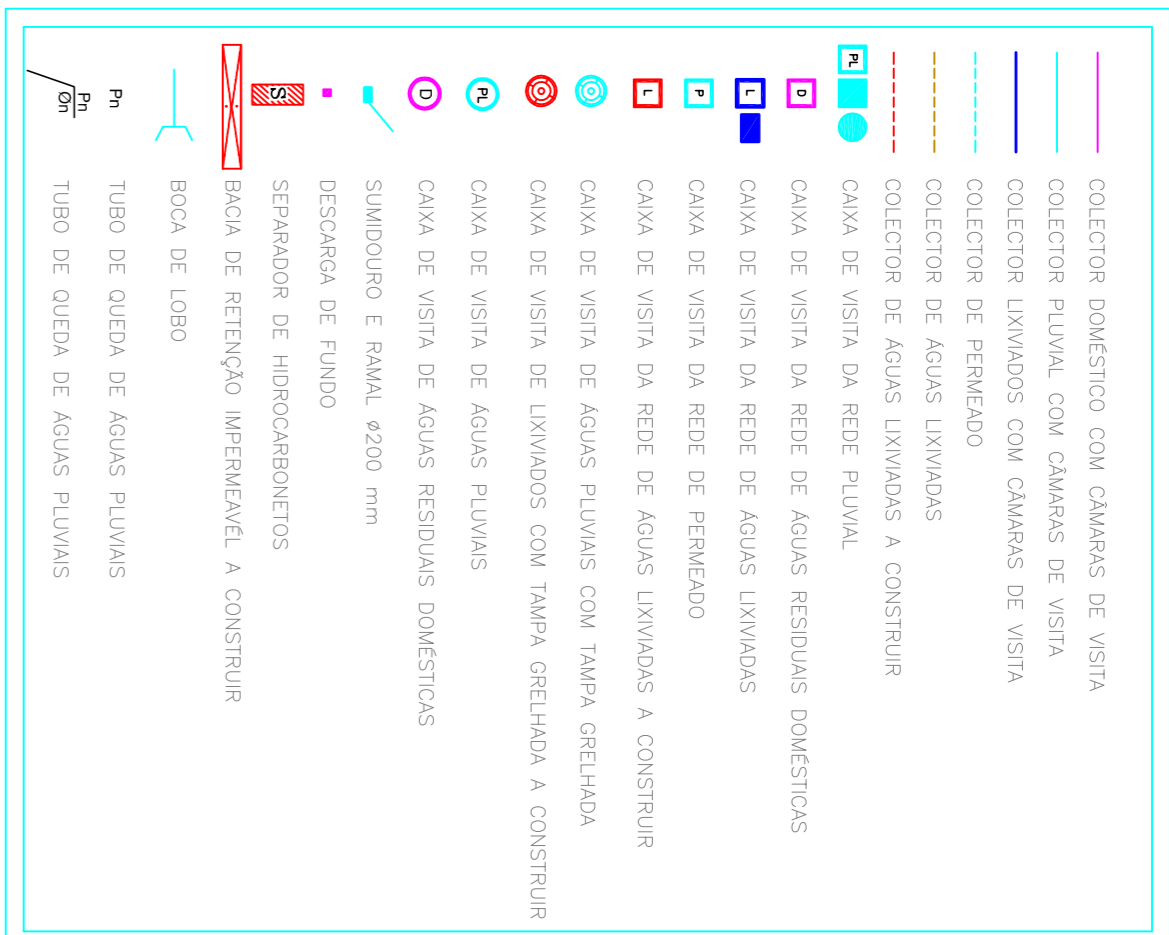 COLECTOR DOMÉSTICO COM CÂMARAS DE VISITA
COLECTOR PLUVIAL COM CÂMARAS DE VISITA
COLECTOR LIXIVIADOS COM CÂMARAS DE VISITA
COLECTOR DE PERMEADO
COLECTOR DE ÁGUAS LIXIVIADAS
COLECTOR DE ÁGUAS LIXIVIADAS A CONSTRUIR
PL CAIXA DE VISITA DA REDE PLUVIAL
D CAIXA DE VISITA DA REDE DE ÁGUAS RESIDUAIS DOMÉSTICAS
L CAIXA DE VISITA DA REDE DE ÁGUAS LIXIVIADAS
P CAIXA DE VISITA DA REDE DE PERMEADO
L CAIXA DE VISITA DA REDE DE ÁGUAS LIXIVIADAS A CONSTRUIR
CAIXA DE VISITA DE ÁGUAS PLUVIAIS COM TAMPA GRELHADA
CAIXA DE VISITA DE LIXIVIADOS COM TAMPA GRELHADA A CONSTRUIR
PL CAIXA DE VISITA DE ÁGUAS PLUVIAIS
D CAIXA DE VISITA DE ÁGUAS RESIDUAIS DOMÉSTICAS
SUMIDOURO E RAMAL Ø200 mm
DESCARGA DE FUNDO
SH SEPARADOR DE HIDROCARBONETOS
BACIA DE RETENÇÃO IMPERMEAVÉL A CONSTRUIR
BOCA DE LOBO
Pn TUBO DE QUEDA DE ÁGUAS PLUVIAIS
Pn
Øn TUBO DE QUEDA DE ÁGUAS PLUVIAIS